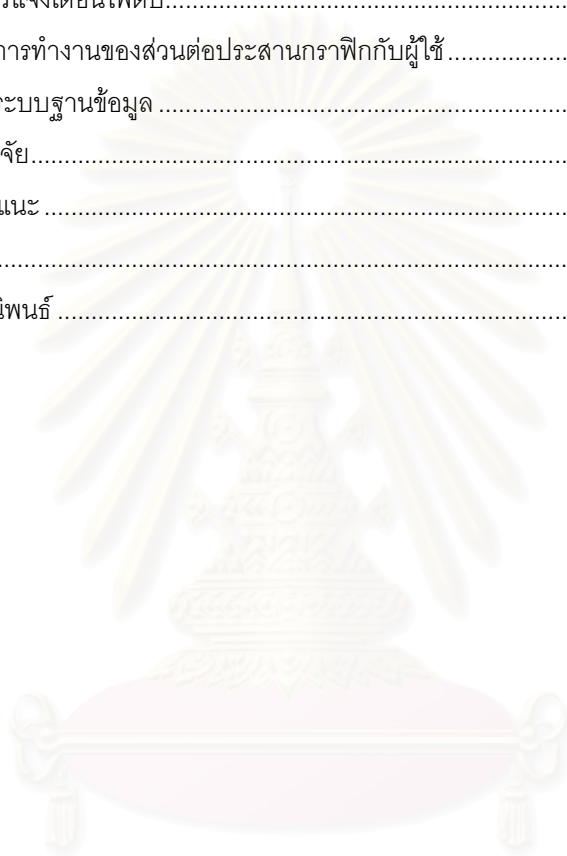 การทำงานของส่วนต่อประสานกราฟิกกับผู้ใช้ ..................
ระบบฐานข้อมูล ..............................................................
จัย.................................................................................
แนะ ...............................................................................
.......................................................................................
นิพนธ์ .............................................................................